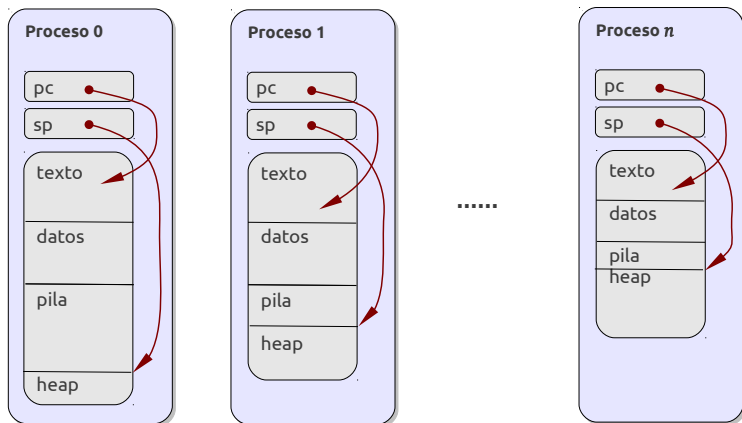 Proceso 0
pc
sp
texto
datos
pila
heap
Proceso 1
pc
sp
texto
datos
pila
heap
......
Proceso n
pc
sp
texto
datos
pila
heap